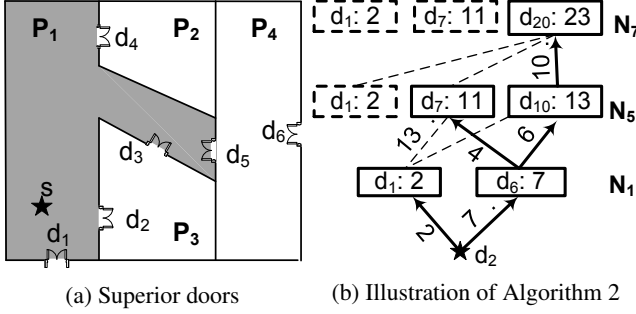 P1 P2 P4
d4
d3 d5 d6
s
d1 d2 P3
(a) Superior doors
d1: 2 d7: 11 d20: 23 N7
10
d1: 2 d7: 11 d10: 13 N5
13 4 6
d1: 2 d6: 7 N1
2 7
d2
(b) Illustration of Algorithm 2